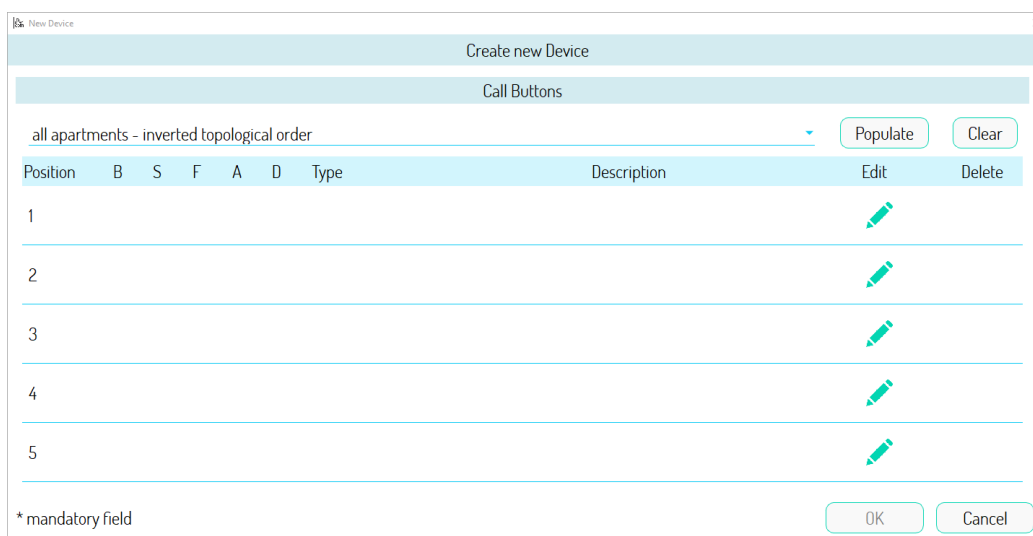 New Device
Create new Device
Call Buttons
all apartments - inverted topological order Populate Clear
Position B S F A D Type Description Edit Delete
1
2
3
4
5
* mandatory field OK Cancel